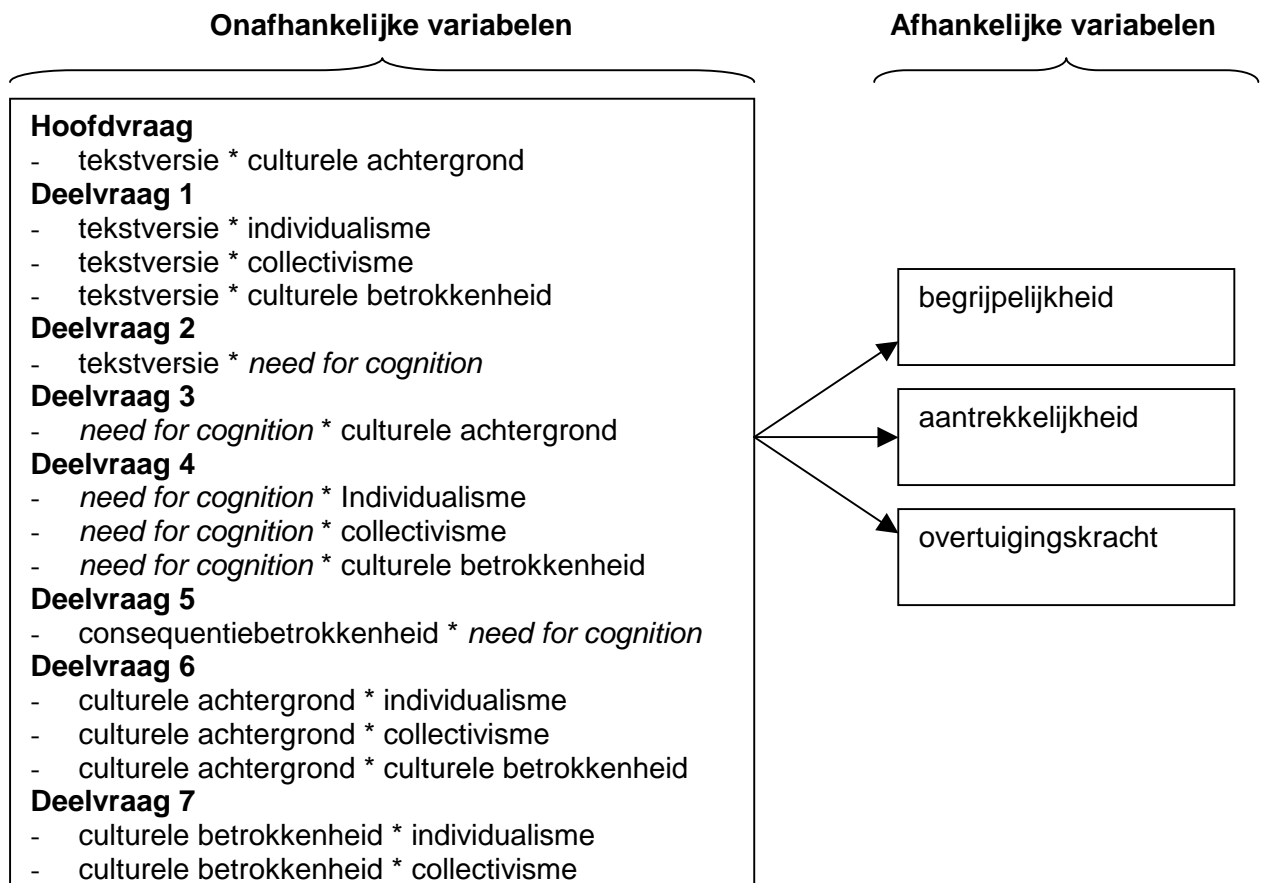 Onafhankelijke variabelen
Afhankelijke variabelen
Hoofdvraag
- tekstversie * culturele achtergrond
Deelvraag 1
- tekstversie * individualisme
- tekstversie * collectivisme
- tekstversie * culturele betrokkenheid
Deelvraag 2
- tekstversie * need for cognition
Deelvraag 3
- need for cognition * culturele achtergrond
Deelvraag 4
- need for cognition * Individualisme
- need for cognition * collectivisme
- need for cognition * culturele betrokkenheid
Deelvraag 5
- consequentiebetrokkenheid * need for cognition
Deelvraag 6
- culturele achtergrond * individualisme
- culturele achtergrond * collectivisme
- culturele achtergrond * culturele betrokkenheid
Deelvraag 7
- culturele betrokkenheid * individualisme
- culturele betrokkenheid * collectivisme
begrijpelijkheid
aantrekkelijkheid
overtuigingskracht